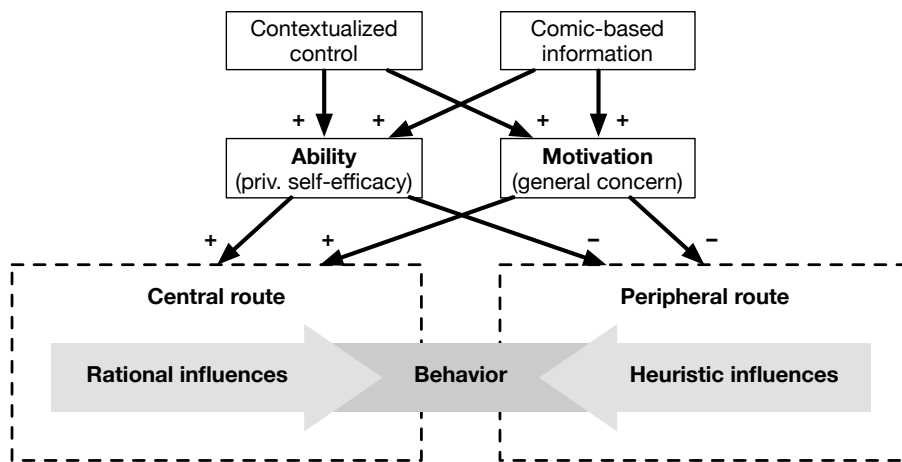 Contextualized
control
Comic-based
information
+
+
+
+
Ability
(priv. self-efficacy)
Motivation
(general concern)
+
+
–
–
Central route
Peripheral route
Rational influences
Behavior
Heuristic influences